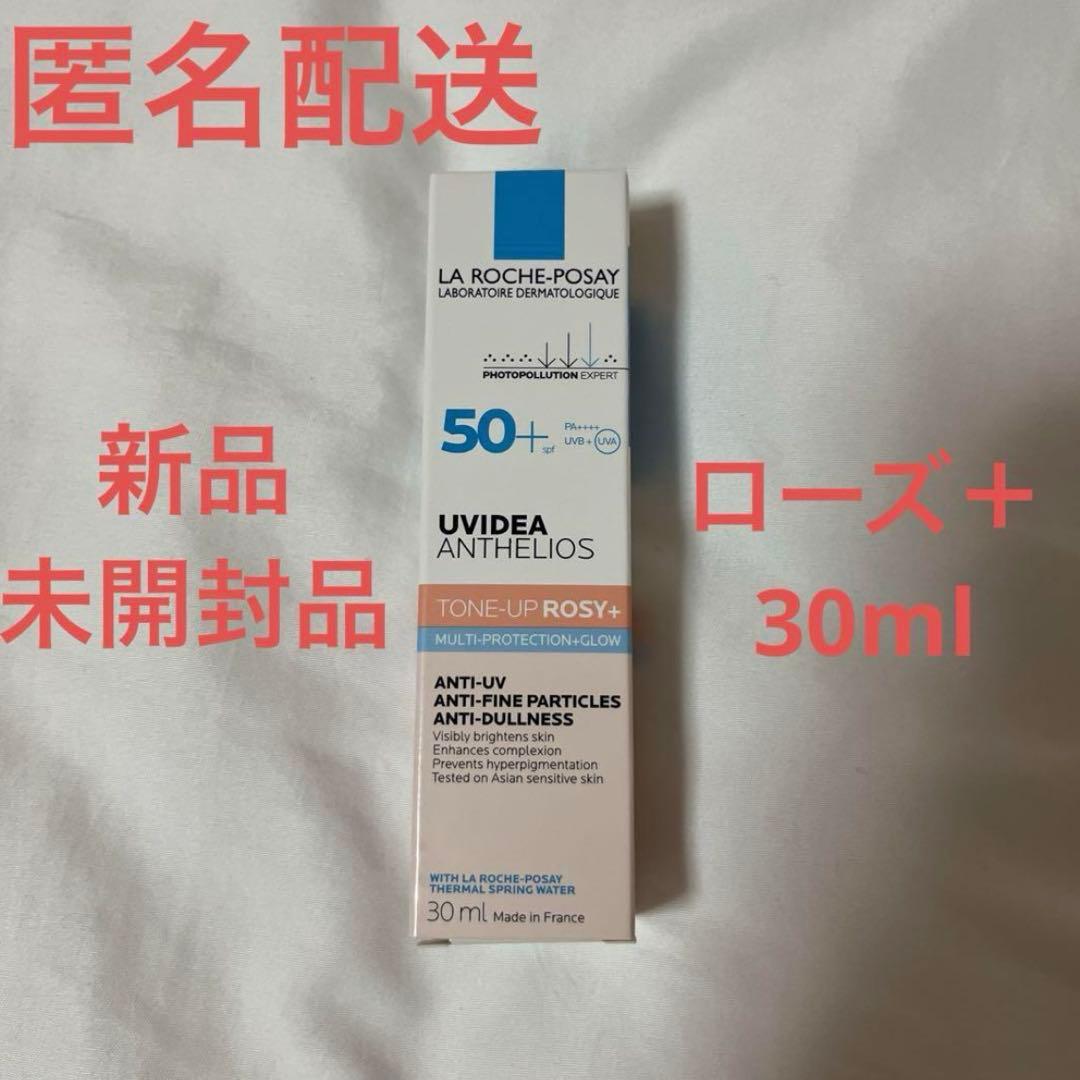 匿名配送
新品
未開封品
ローズ＋
30ml
LA ROCHE-POSAY
LABORATOIRE DERMATOLOGIQUE
PHOTOPOLLUTION EXPERT
50+ spf
PA++++
UVB + UVA
UVIDEA
ANTHELIOS
TONE-UP ROSY+
MULTI-PROTECTION+GLOW
ANTI-UV
ANTI-FINE PARTICLES
ANTI-DULLNESS
Visibly brightens skin
Enhances complexion
Prevents hyperpigmentation
Tested on Asian sensitive skin
WITH LA ROCHE-POSAY
THERMAL SPRING WATER
30 ml Made in France